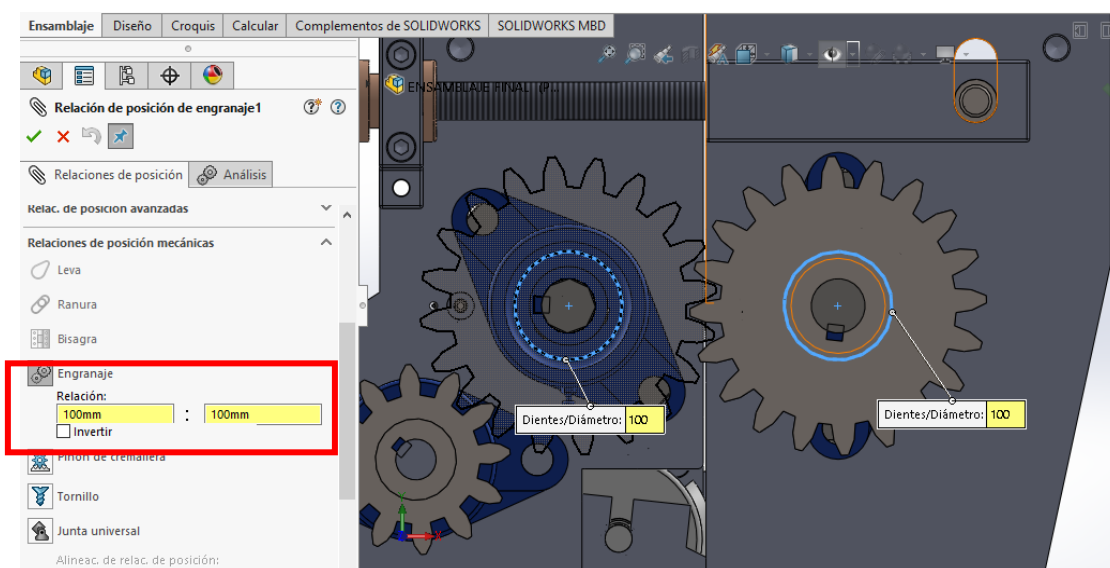 Ensamblaje Diseño Croquis Calcular Complementos de SOLIDWORKS SOLIDWORKS MBD
ENSAMBLAJE FINAL (P...
Relación de posición de engranaje1
Relaciones de posición Análisis
Relac. de posición avanzadas
Relaciones de posición mecánicas
Leva
Ranura
Bisagra
Engranaje
Relación:
100mm : 100mm
Invertir
Piñón de cremallera
Tornillo
Junta universal
Alineac. de relac. de posición:
Dientes/Diámetro: 100
Dientes/Diámetro: 100